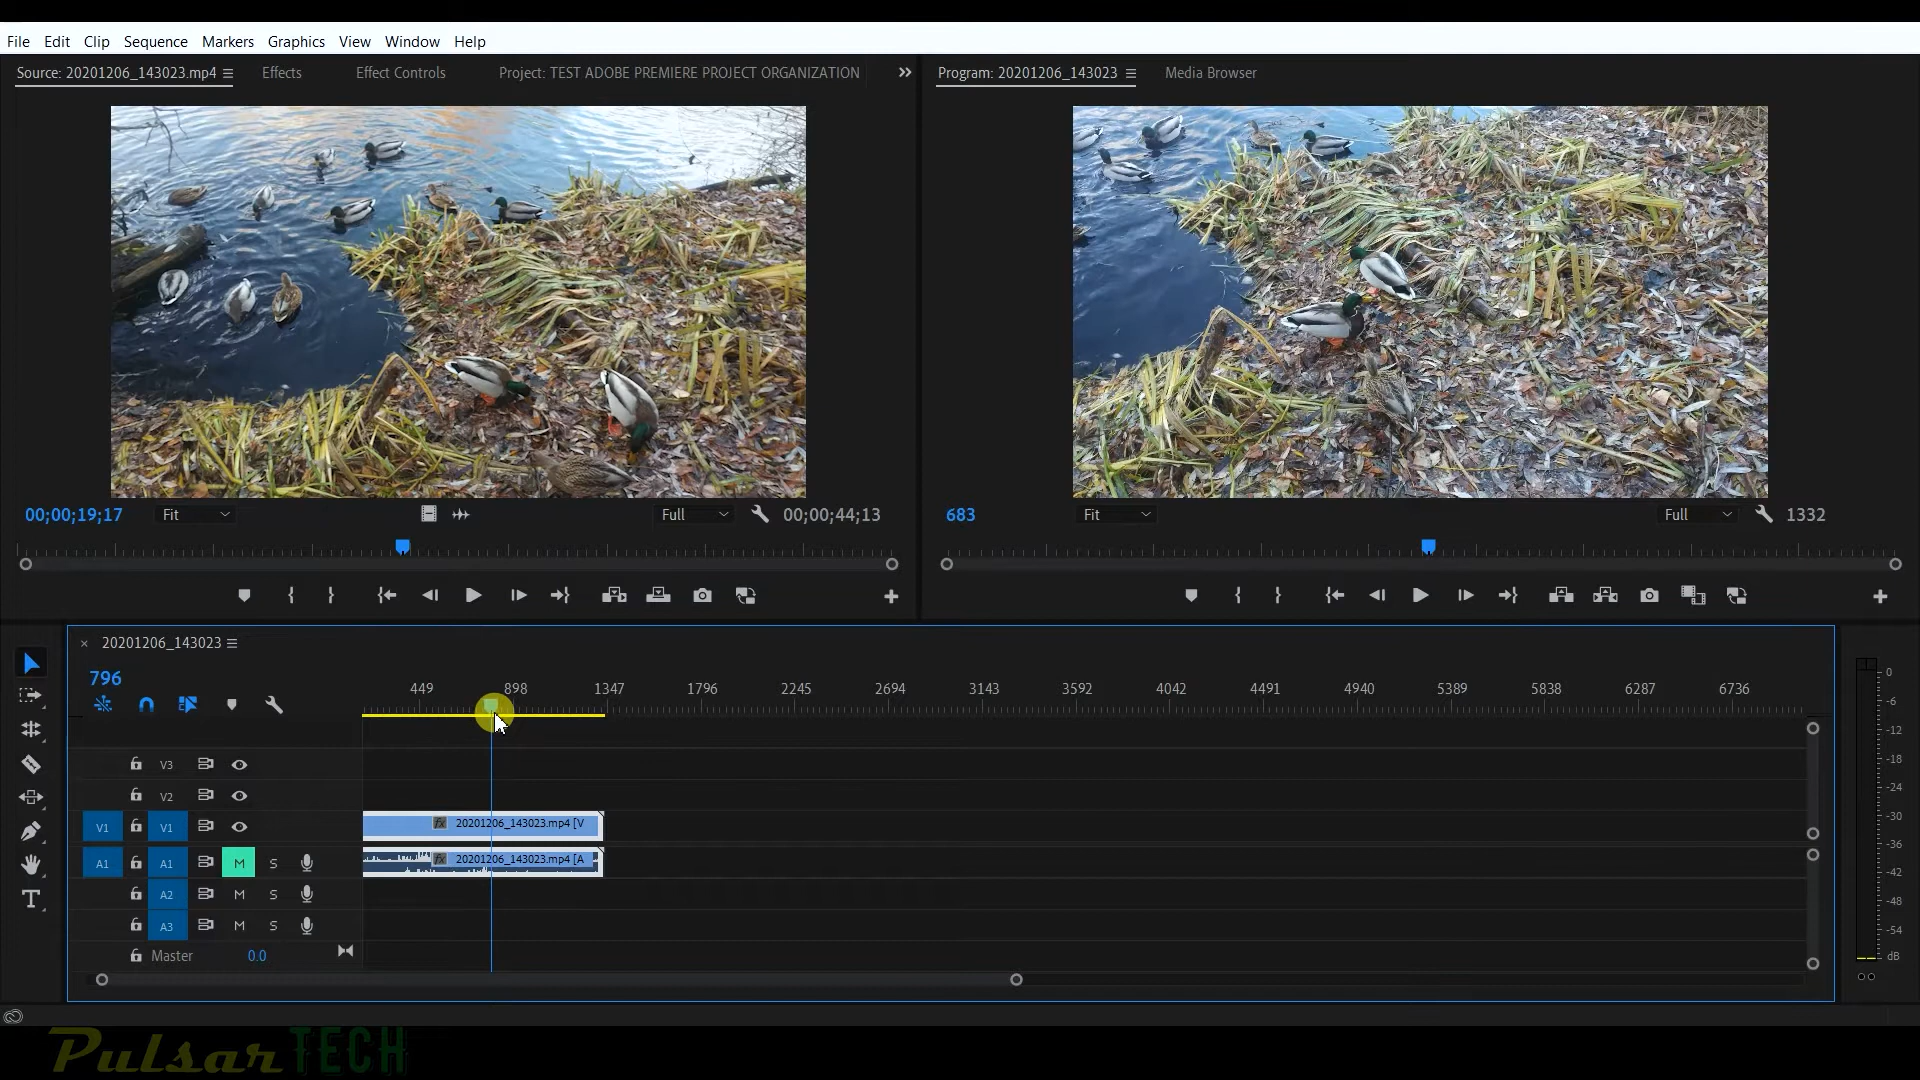 File Edit Clip Sequence Markers Graphics View Window Help
Source: 20201206_143023.mp4 Effects Effect Controls Project: TEST ADOBE PREMIERE PROJECT ORGANIZATION
Program: 20201206_143023 Media Browser
00;00;19;17 Fit Full 00;00;44;13
683 Fit Full 1332
× 20201206_143023
796
449 898 1347 1796 2245 2694 3143 3592 4042 4491 4940 5389 5838 6287 6736
V3
V2
V1 V1 fx 20201206_143023.mp4 [V
A1 A1 M S fx 20201206_143023.mp4 [A
A2 M S
A3 M S
Master 0.0
0
-6
-12
-18
-24
-30
-36
-42
-48
-54
dB
T
Pulsar TECH